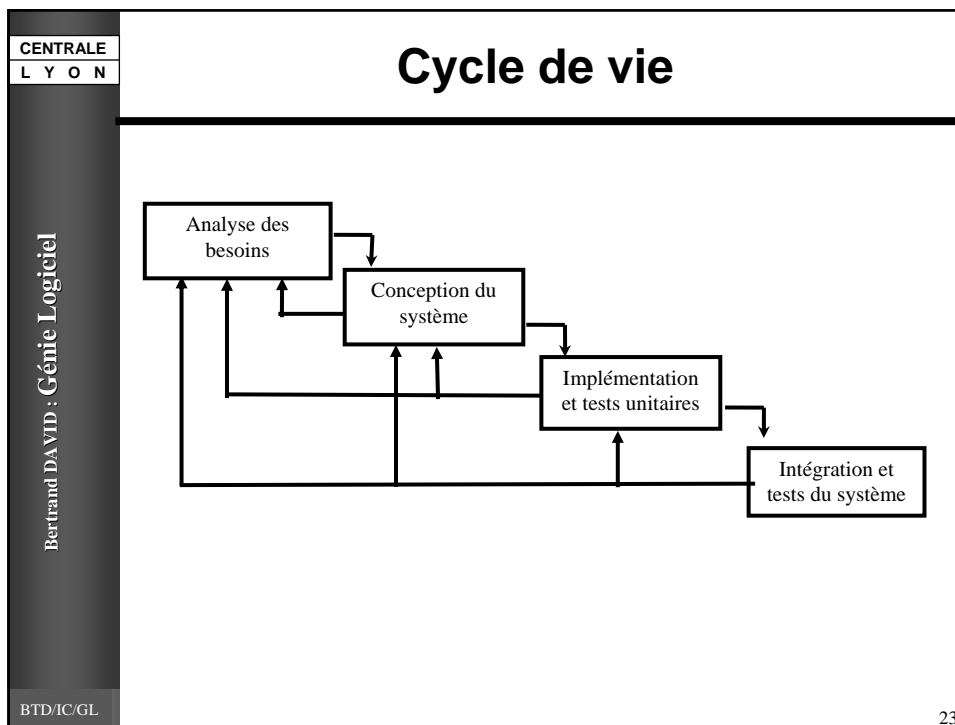 CENTRALE
L Y O N
Cycle de vie
Analyse des
besoins
Conception du
système
Implémentation
et tests unitaires
Intégration et
tests du système
Bertrand DAVID : Génie Logiciel
BTD/IC/GL
23